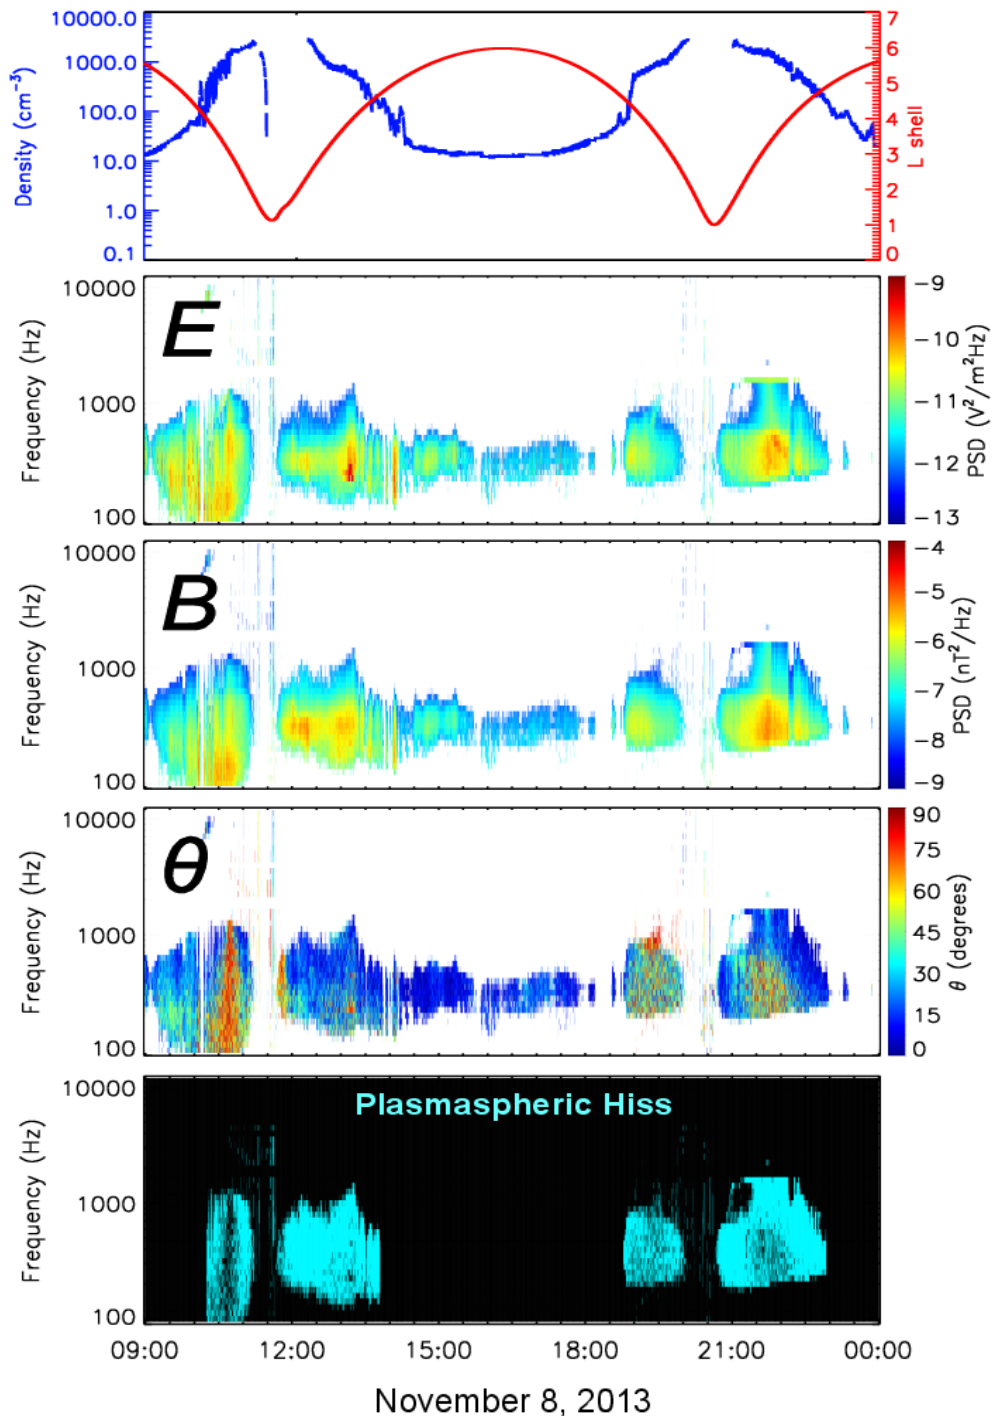 10000.0
1000.0
100.0
10.0
1.0
0.1
Density (cm⁻³)
7
6
5
4
3
2
1
0
L shell
E
10000
1000
100
Frequency (Hz)
−9
−10
−11
−12
−13
PSD (V²/m²Hz)
B
10000
1000
100
Frequency (Hz)
−4
−5
−6
−7
−8
−9
PSD (nT²/Hz)
θ
10000
1000
100
Frequency (Hz)
90
75
60
45
30
15
0
θ (degrees)
Plasmaspheric Hiss
10000
1000
100
Frequency (Hz)
09:00 12:00 15:00 18:00 21:00 00:00
November 8, 2013